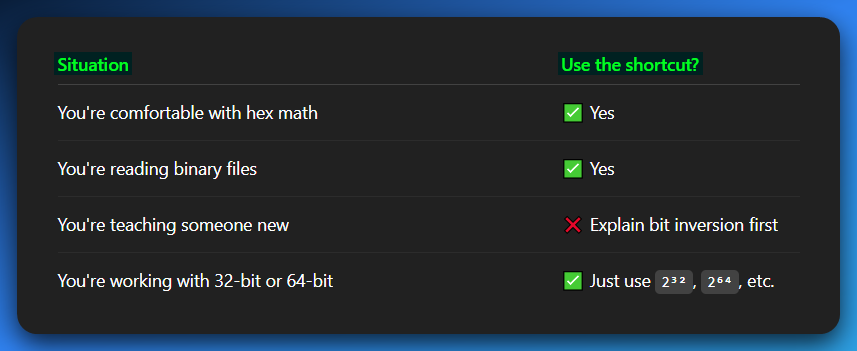 Situation Use the shortcut?
You're comfortable with hex math ✅ Yes
You're reading binary files ✅ Yes
You're teaching someone new ❌ Explain bit inversion first
You're working with 32-bit or 64-bit ✅ Just use 2³², 2⁶⁴, etc.